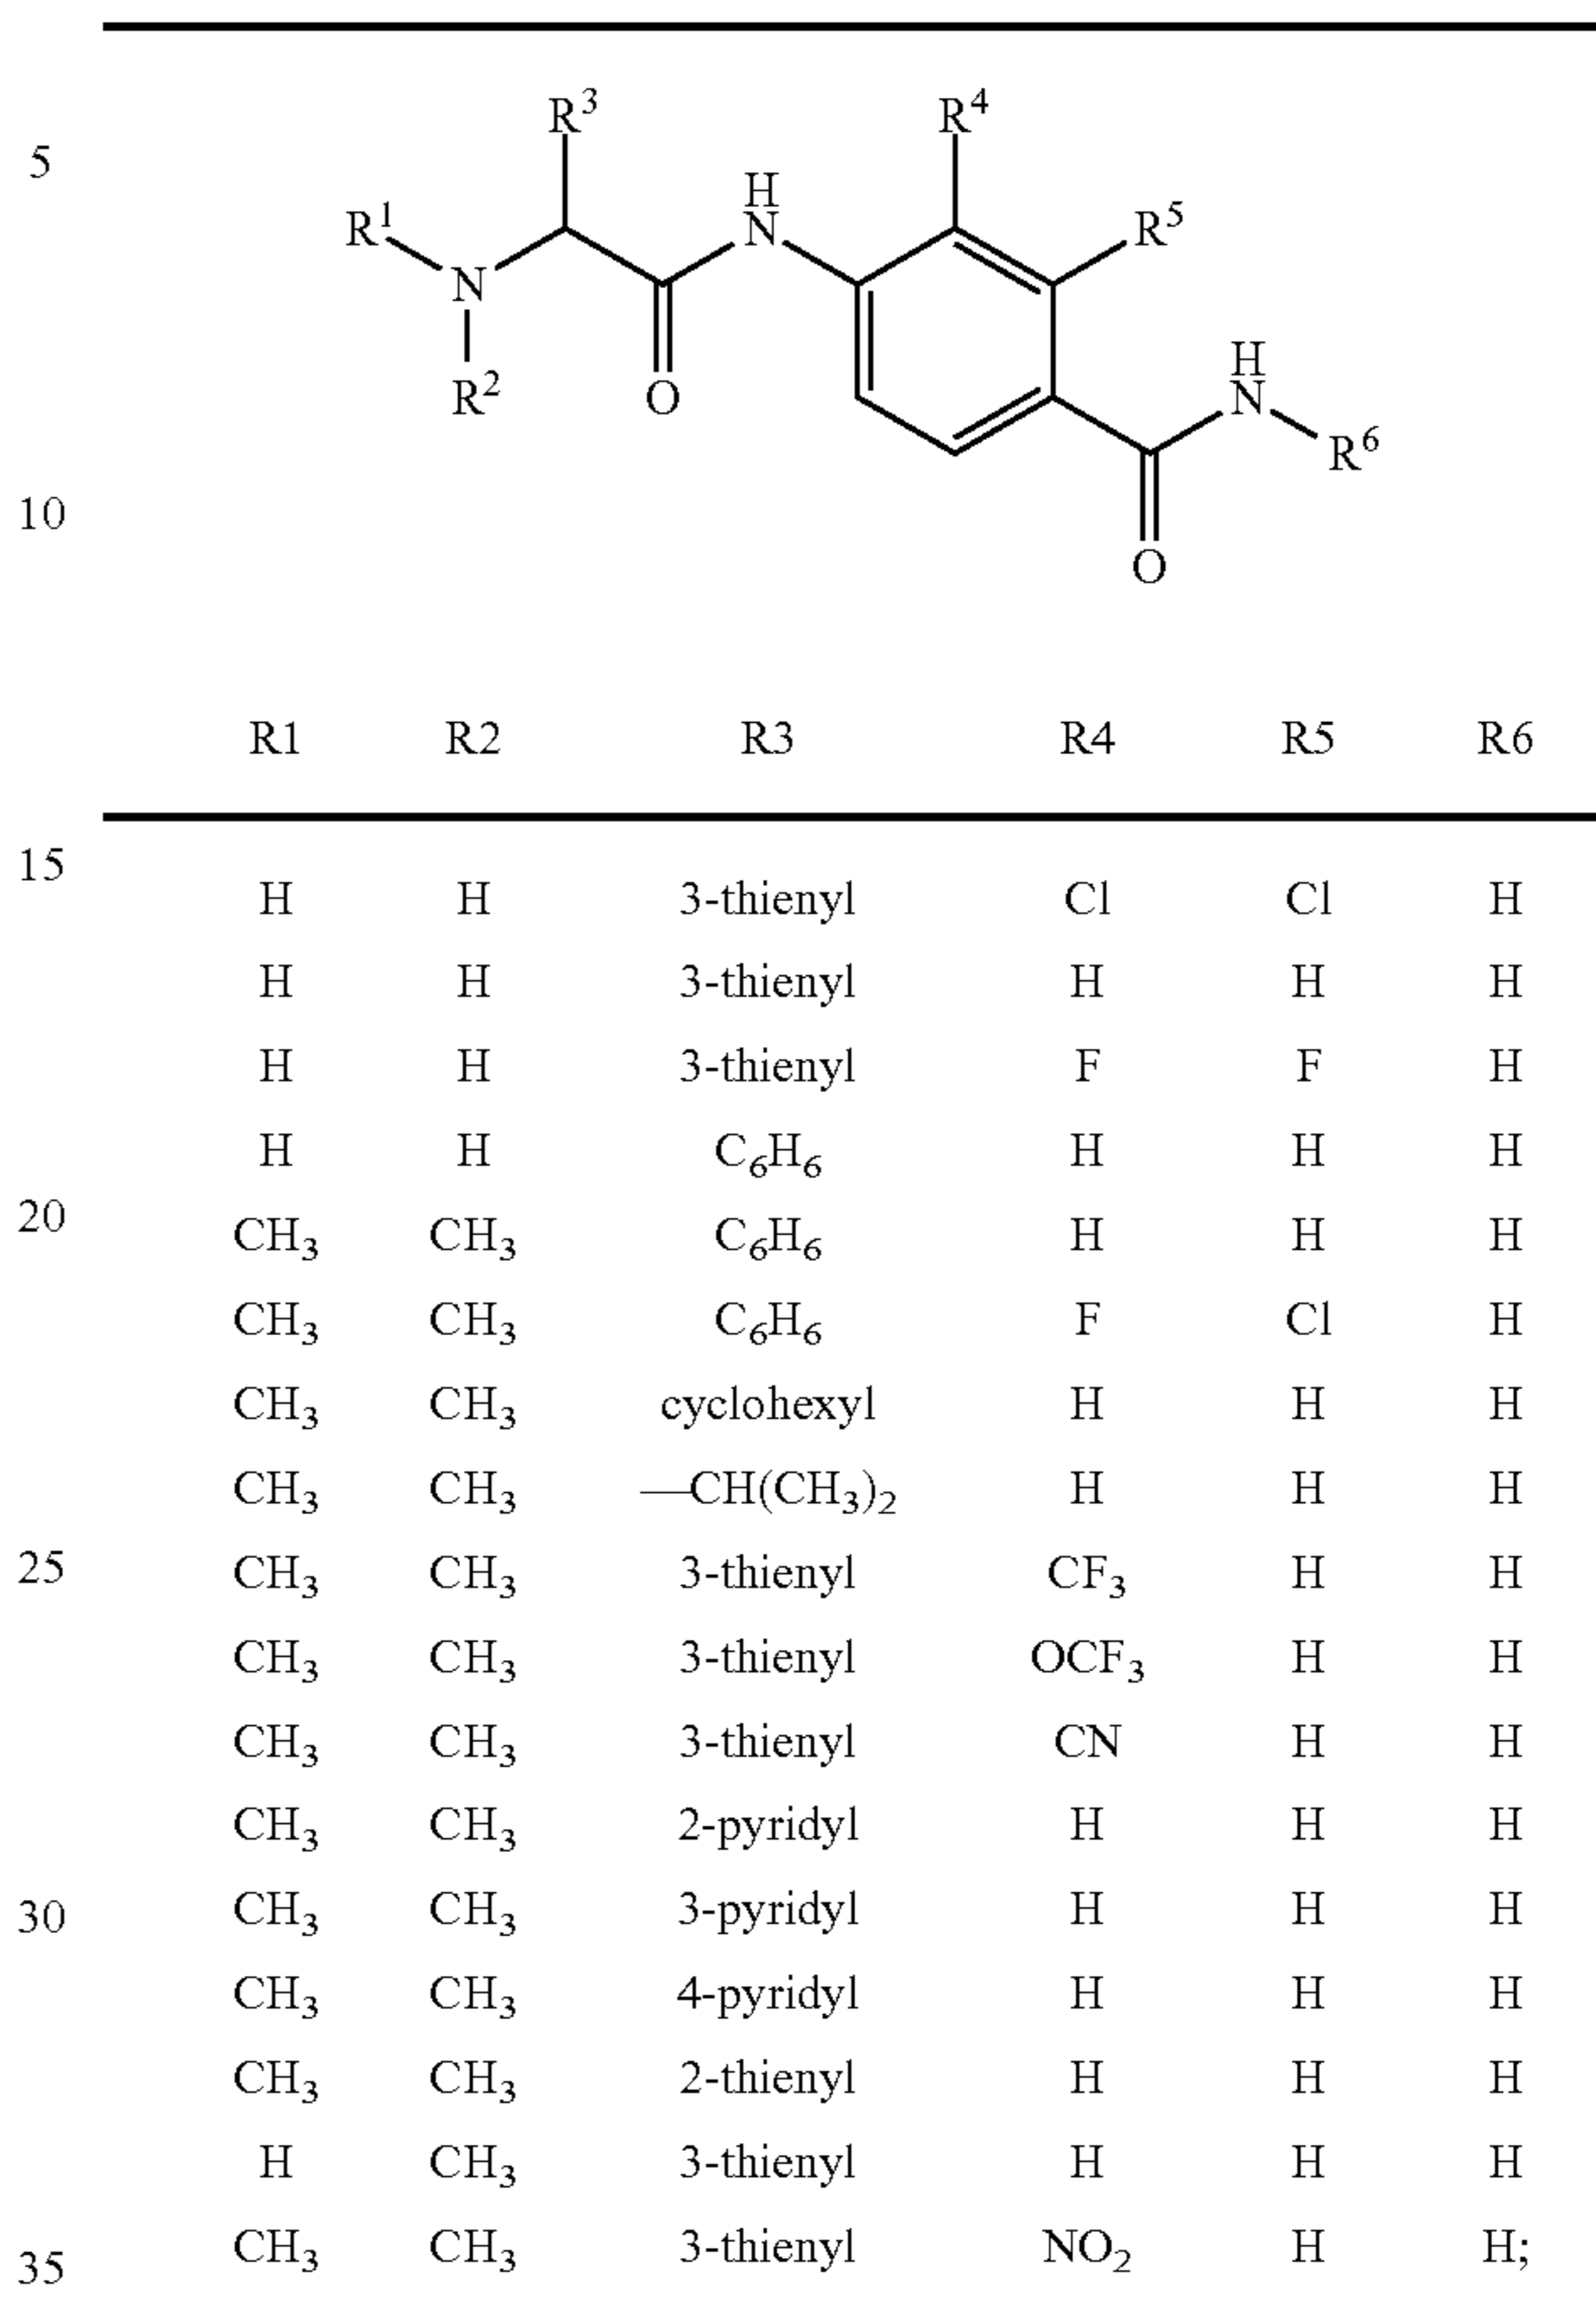 R³ R⁴
5
H
R¹ N R⁵
N
H
R² O N
R⁶
10
O
R1 R2 R3 R4 R5 R6
15
H H 3-thienyl Cl Cl H
H H 3-thienyl H H H
H H 3-thienyl F F H
H H C₆H₆ H H H
20
CH₃ CH₃ C₆H₆ H H H
CH₃ CH₃ C₆H₆ F Cl H
CH₃ CH₃ cyclohexyl H H H
CH₃ CH₃ —CH(CH₃)₂ H H H
25
CH₃ CH₃ 3-thienyl CF₃ H H
CH₃ CH₃ 3-thienyl OCF₃ H H
CH₃ CH₃ 3-thienyl CN H H
CH₃ CH₃ 2-pyridyl H H H
30
CH₃ CH₃ 3-pyridyl H H H
CH₃ CH₃ 4-pyridyl H H H
CH₃ CH₃ 2-thienyl H H H
H CH₃ 3-thienyl H H H
35
CH₃ CH₃ 3-thienyl NO₂ H H;